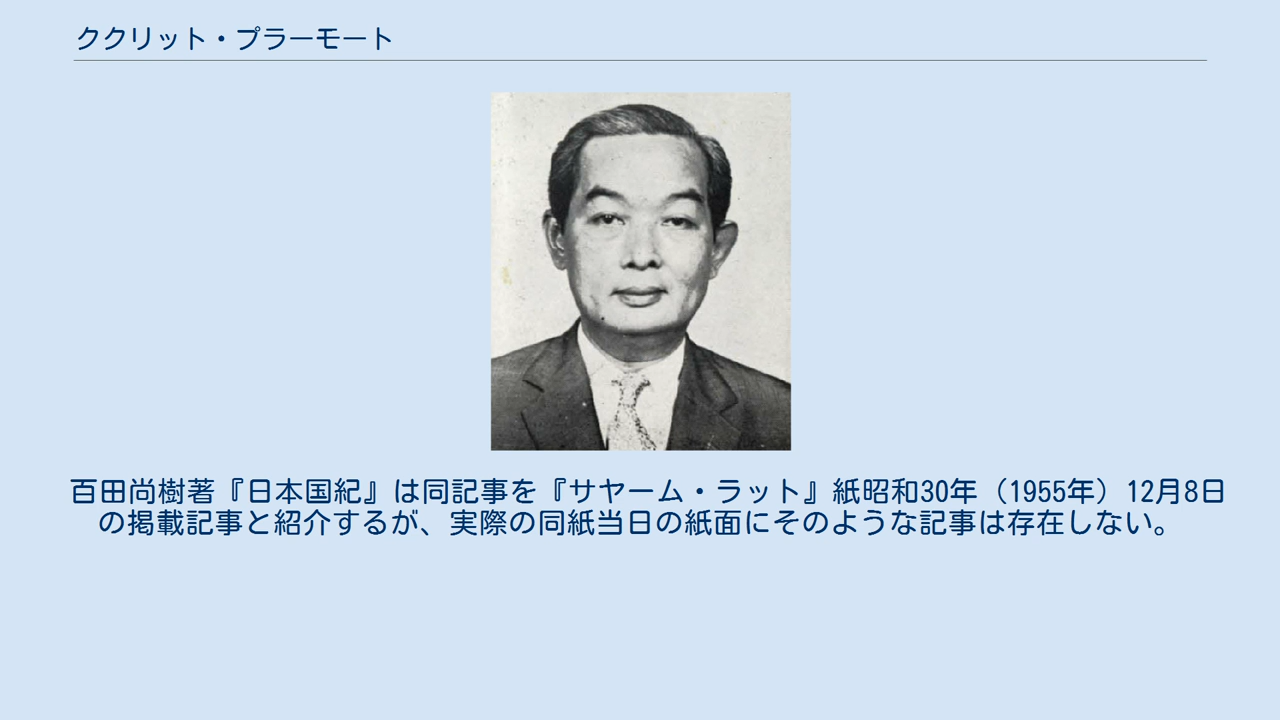 ククリット・プラーモート
百田尚樹著『日本国紀』は同記事を『サヤーム・ラット』紙昭和30年（1955年）12月8日
の掲載記事と紹介するが、実際の同紙当日の紙面にそのような記事は存在しない。